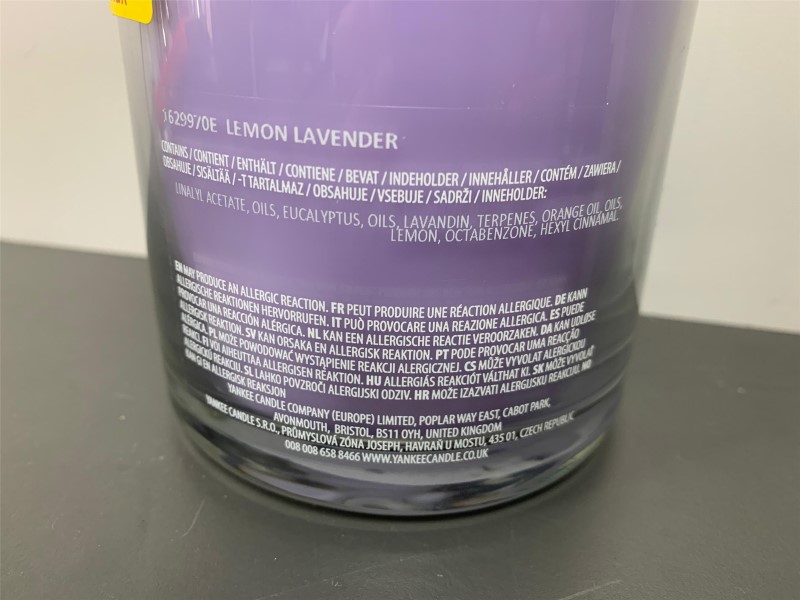 1629970E LEMON LAVENDER
CONTAINS / CONTIENT / ENTHÄLT / CONTIENE / BEVAT / INDEHOLDER / INNEHÅLLER / CONTÉM / ZAWIERA /
OBSAHUJE / SISÄLTÄÄ / -T TARTALMAZ / OBSAHUJE / VSEBUJE / SADRŽI / INNEHOLDER:
LINALYL ACETATE, OILS, EUCALYPTUS, OILS, LAVANDIN, TERPENES, ORANGE OIL, OILS,
LEMON, OCTABENZONE, HEXYL CINNAMAL.
EN MAY PRODUCE AN ALLERGIC REACTION. FR PEUT PRODUIRE UNE RÉACTION ALLERGIQUE. DE KANN
ALLERGISCHE REAKTIONEN HERVORRUFEN. IT PUÒ PROVOCARE UNA REAZIONE ALLERGICA. ES PUEDE
PROVOCAR UNA REACCIÓN ALÉRGICA. NL KAN EEN ALLERGISCHE REACTIE VEROORZAKEN. DA KAN UDLØSE
ALLERGISK REAKTION. SV KAN ORSAKA EN ALLERGISK REAKTION. PT PODE PROVOCAR UMA REACÇÃO
ALÉRGICA. PL MOŻE POWODOWAĆ WYSTĄPIENIE REAKCJI ALERGICZNEJ. CS MŮŽE VYVOLAT ALERGICKOU
REAKCI. FI VOI AIHEUTTAA ALLERGISEN REAKTION. HU ALLERGIÁS REAKCIÓT VÁLTHAT KI. SK MÔŽE VYVOLAŤ
ALERGICKÚ REAKCIU. SL LAHKO POVZROČI ALERGIJSKI ODZIV. HR MOŽE IZAZVATI ALERGIJSKU REAKCIJU. NO
KAN GI EN ALLERGISK REAKSJON
YANKEE CANDLE COMPANY (EUROPE) LIMITED, POPLAR WAY EAST, CABOT PARK,
AVONMOUTH, BRISTOL, BS11 0YH, UNITED KINGDOM
YANKEE CANDLE S.R.O., PRŮMYSLOVÁ ZÓNA JOSEPH, HAVRAŇ U MOSTU, 435 01, CZECH REPUBLIC
008 008 658 8466 WWW.YANKEECANDLE.CO.UK